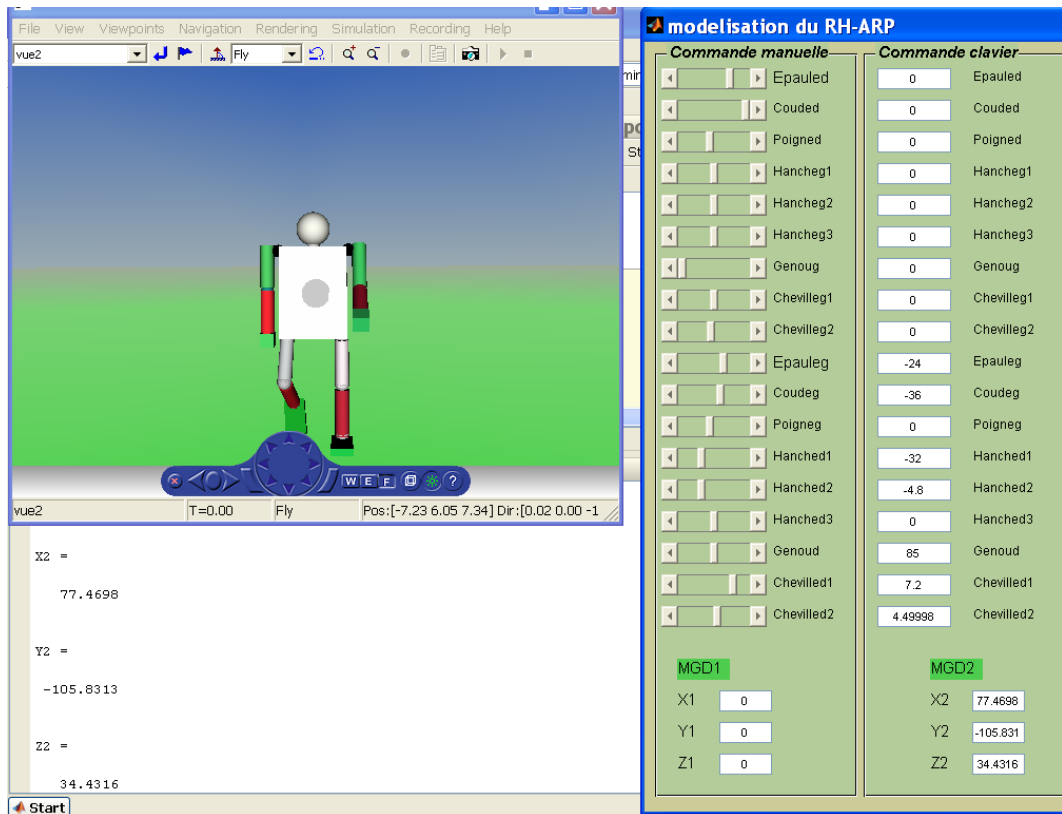 File View Viewpoints Navigation Rendering Simulation Recording Help
vue2 Fly
vue2 T=0.00 Fly Pos:[-7.23 6.05 7.34] Dir:[0.02 0.00 -1
X2 =
77.4698
Y2 =
-105.8313
Z2 =
34.4316
Start
W E F ?
modelisation du RH-ARP
Commande manuelle Commande clavier
Epauled 0 Epauled
Couded 0 Couded
Poigned 0 Poigned
Hancheg1 0 Hancheg1
Hancheg2 0 Hancheg2
Hancheg3 0 Hancheg3
Genoug 0 Genoug
Chevilleg1 0 Chevilleg1
Chevilleg2 0 Chevilleg2
Epauleg -24 Epauleg
Coudeg -36 Coudeg
Poigneg 0 Poigneg
Hanched1 -32 Hanched1
Hanched2 -4.8 Hanched2
Hanched3 0 Hanched3
Genoud 85 Genoud
Chevilled1 7.2 Chevilled1
Chevilled2 4.49998 Chevilled2
MGD1 MGD2
X1 0 X2 77.4698
Y1 0 Y2 -105.831
Z1 0 Z2 34.4316